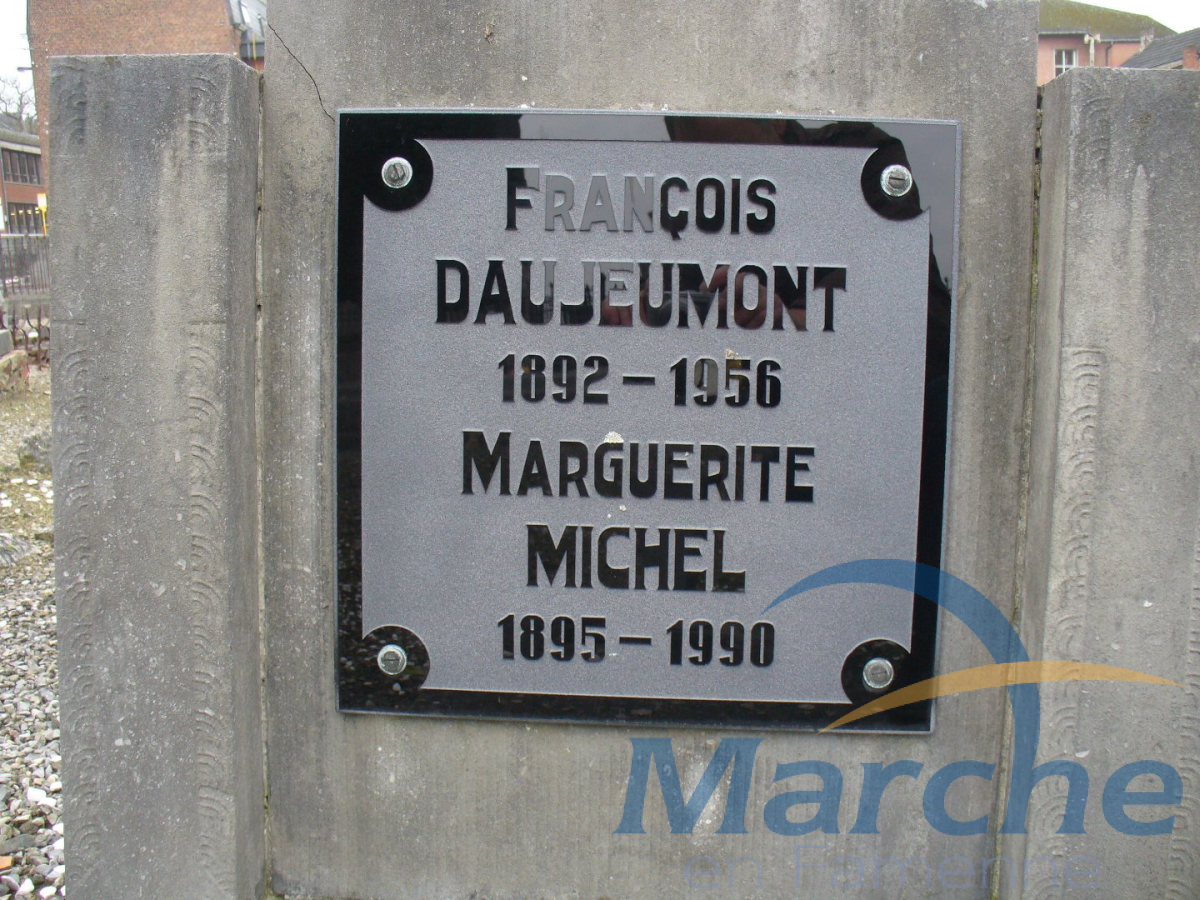 FRANÇOIS
DAUJEUMONT
1892 – 1956
MARGUERITE
MICHEL
1895 – 1990
Marche
en Famenne